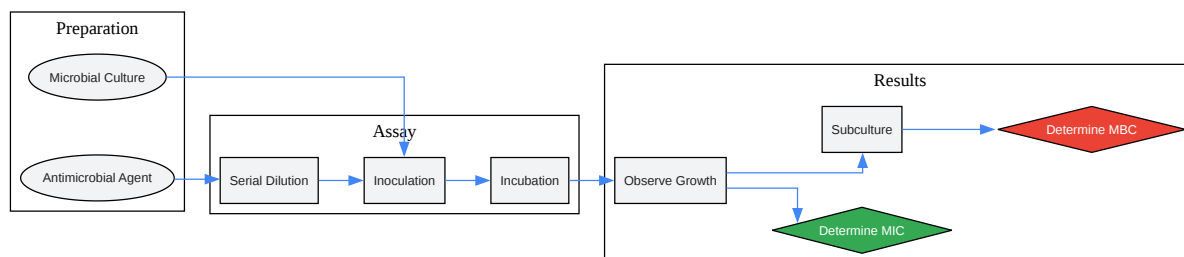 Preparation
Microbial Culture
Antimicrobial Agent
Assay
Serial Dilution
Inoculation
Incubation
Results
Observe Growth
Subculture
Determine MBC
Determine MIC